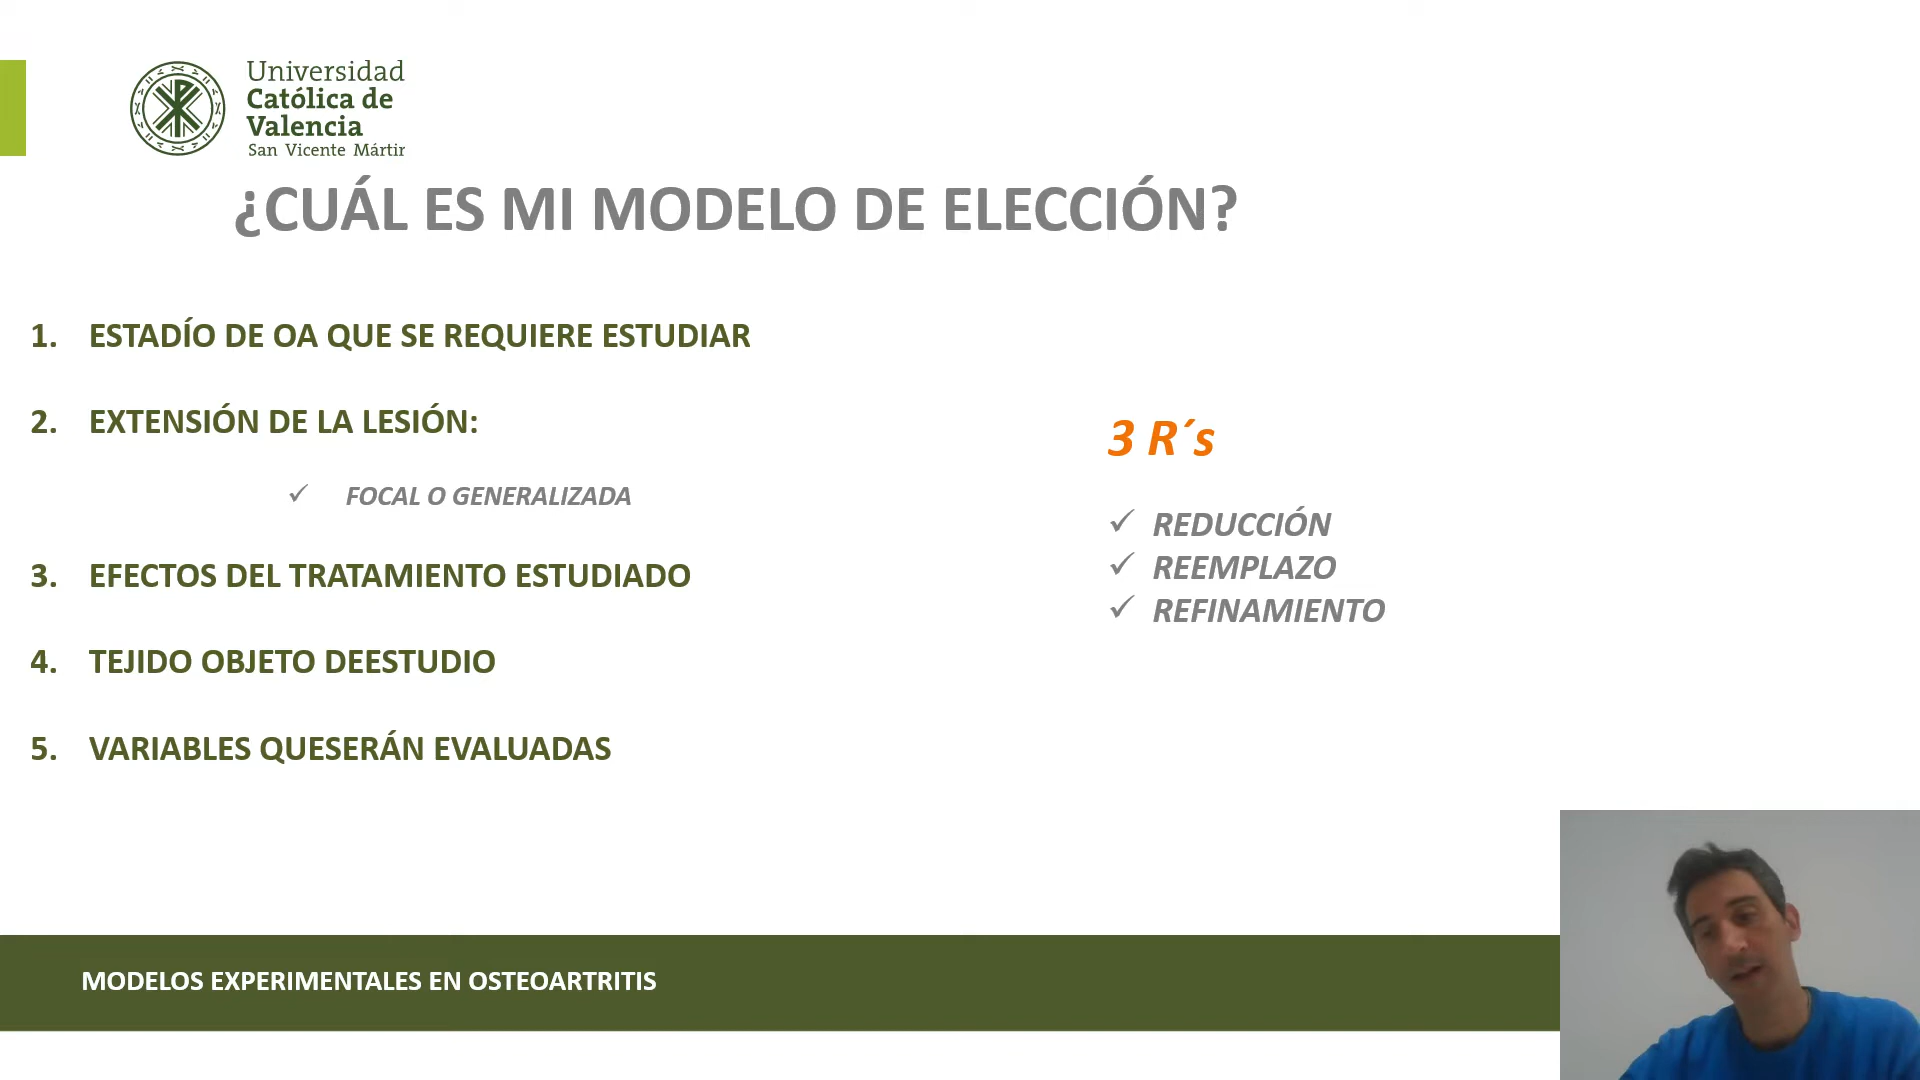 Universidad
Católica de
Valencia
San Vicente Mártir
¿CUÁL ES MI MODELO DE ELECCIÓN?
1. ESTADÍO DE OA QUE SE REQUIERE ESTUDIAR
2. EXTENSIÓN DE LA LESIÓN:
✓ FOCAL O GENERALIZADA
3. EFECTOS DEL TRATAMIENTO ESTUDIADO
4. TEJIDO OBJETO DEESTUDIO
5. VARIABLES QUESERÁN EVALUADAS
3 R´s
✓ REDUCCIÓN
✓ REEMPLAZO
✓ REFINAMIENTO
MODELOS EXPERIMENTALES EN OSTEOARTRITIS